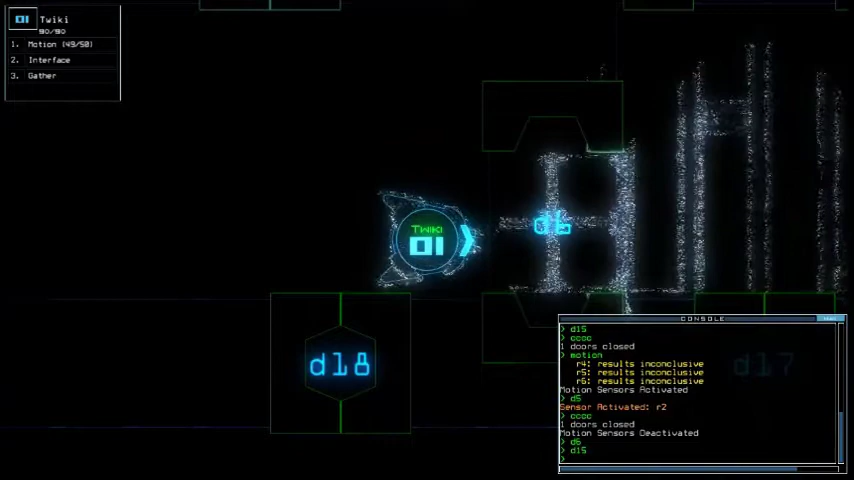 01 Twiki
90/90
1. Motion (49/50)
2. Interface
3. Gather
TWIKI
01
d18
d17
CONSOLE
> d15
> cccc
1 doors closed
> motion
r4: results inconclusive
r5: results inconclusive
r6: results inconclusive
Motion Sensors Activated
> d5
Sensor Activated: r2
> cccc
1 doors closed
Motion Sensors Deactivated
> d6
> d15
>